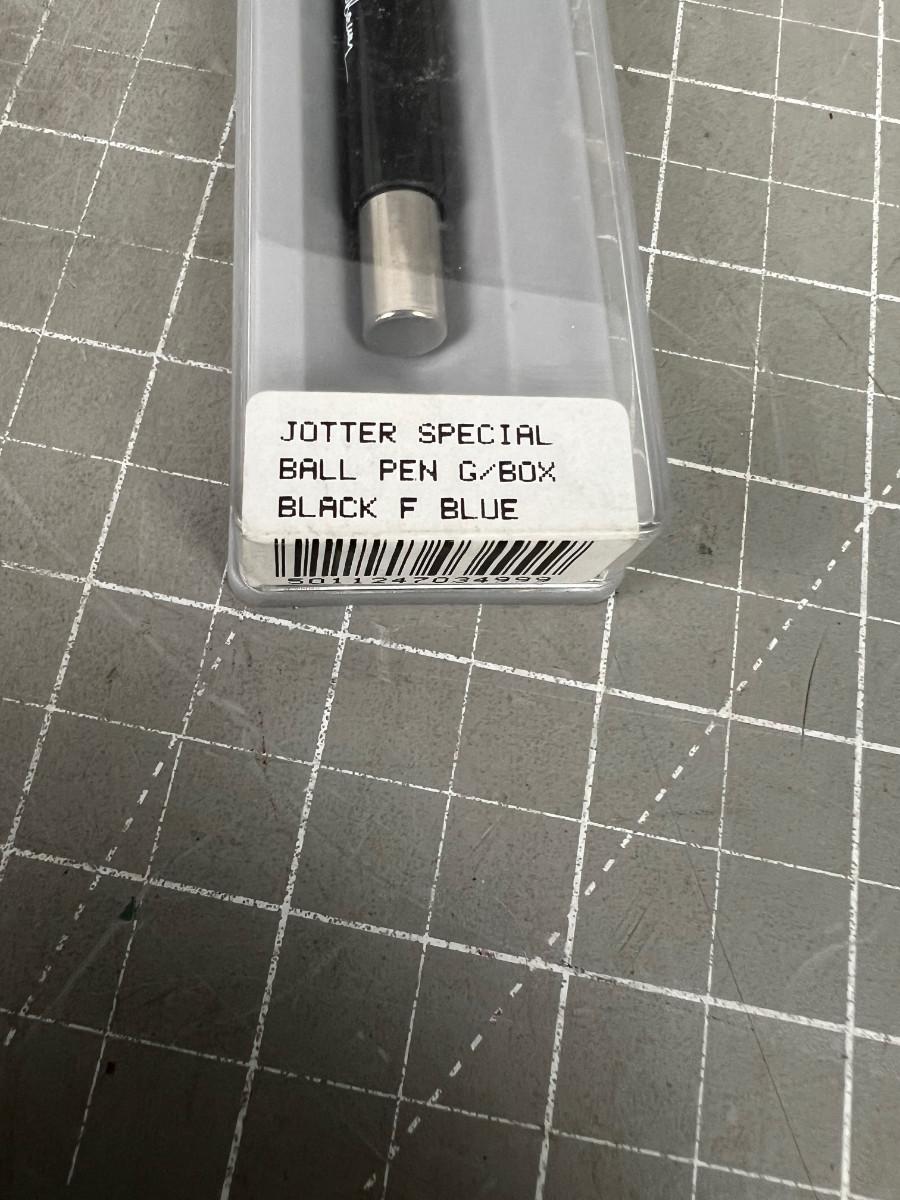 JOTTER SPECIAL
BALL PEN G/BOX
BLACK F BLUE
5011247034999